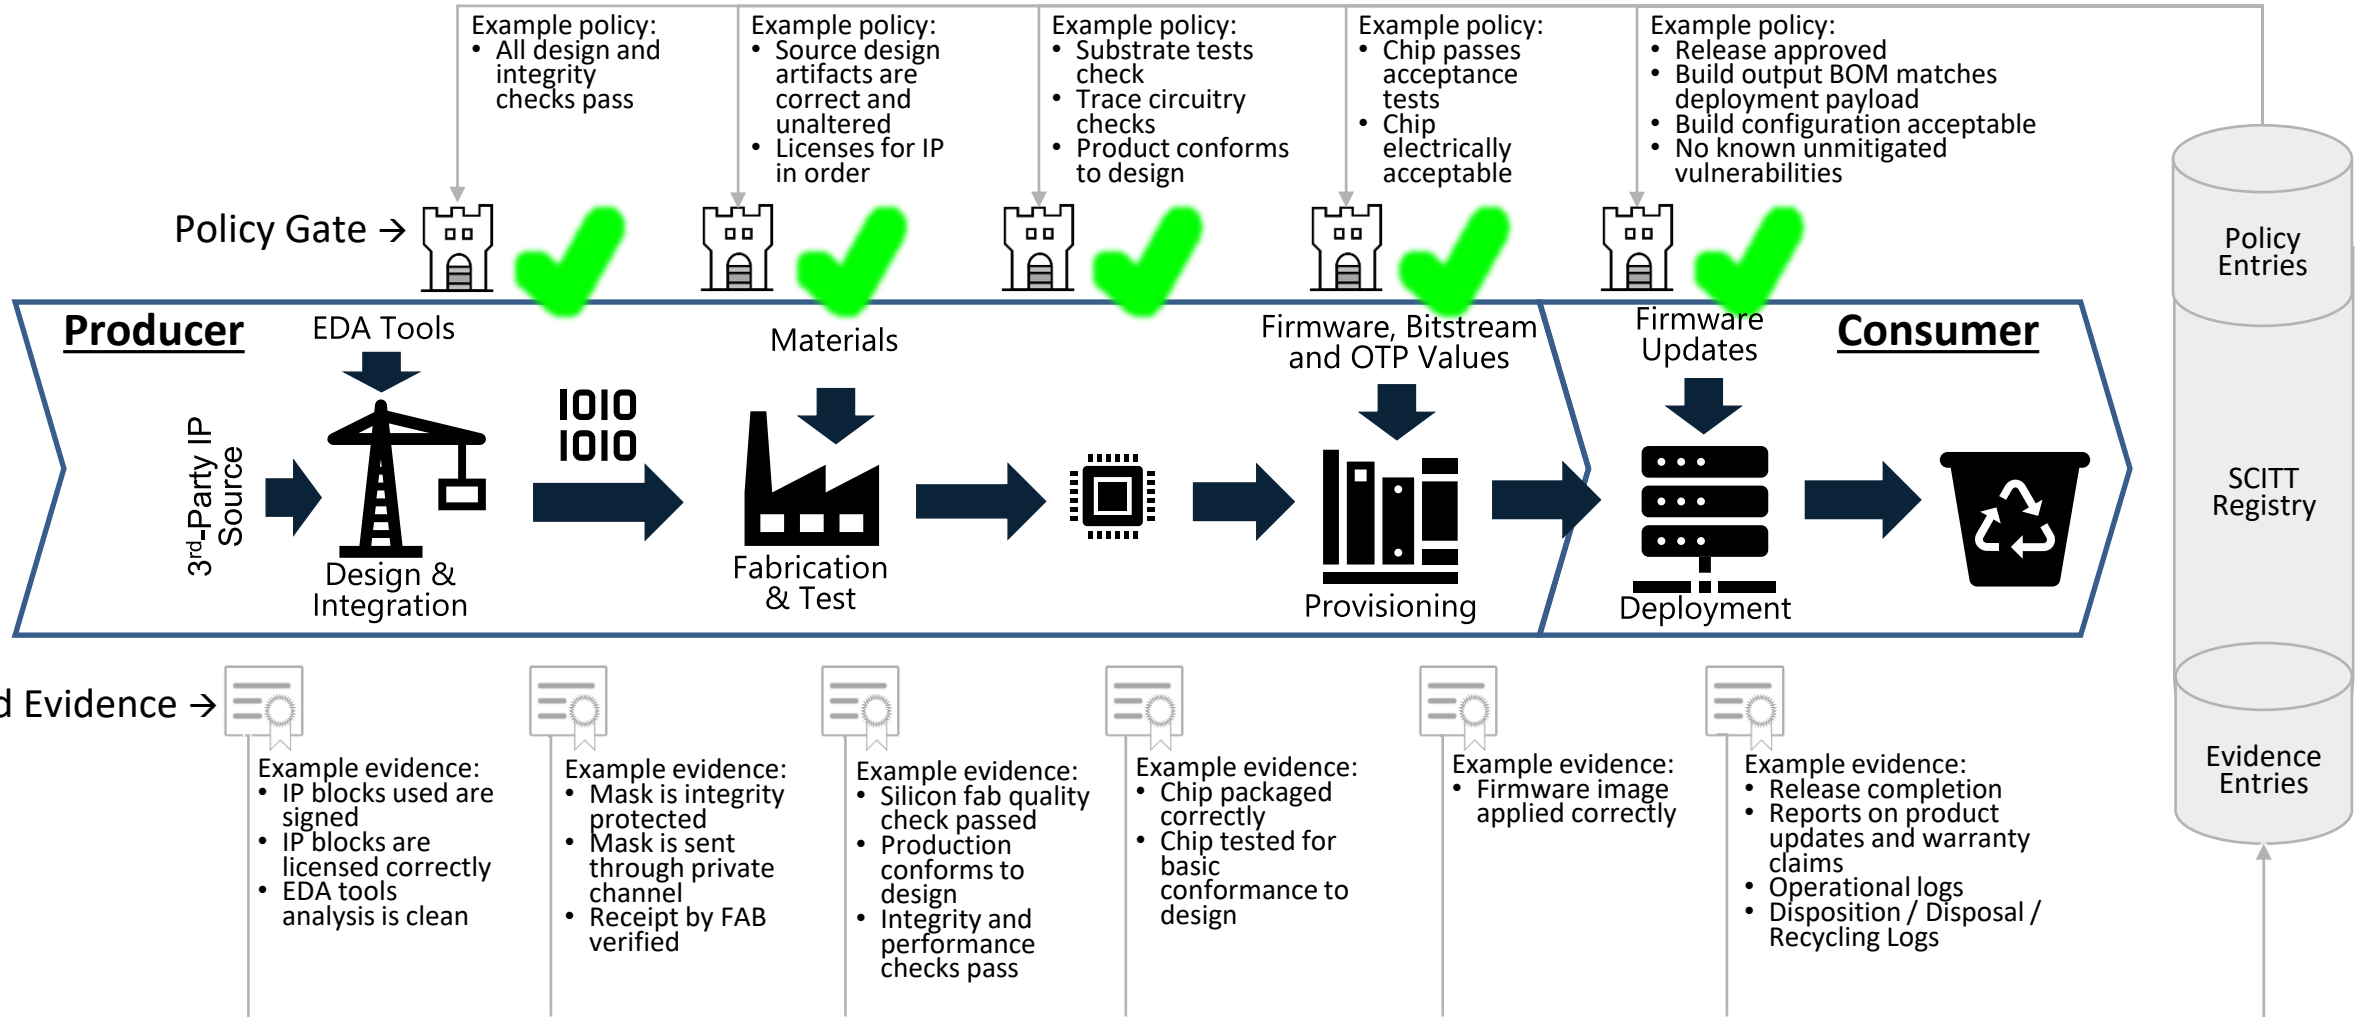 Example policy:
• All design and
integrity
checks pass
Example policy:
• Source design
artifacts are
correct and
unaltered
• Licenses for IP
in order
Example policy:
• Substrate tests
check
• Trace circuitry
checks
• Product conforms
to design
Example policy:
• Chip passes
acceptance
tests
• Chip
electrically
acceptable
Example policy:
• Release approved
• Build output BOM matches
deployment payload
• Build configuration acceptable
• No known unmitigated
vulnerabilities
Policy Gate →
Policy
Entries
Producer
EDA Tools
Materials
Firmware, Bitstream
and OTP Values
Firmware
Updates
Consumer
3rd-Party IP
Source
1010
1010
Design &
Integration
Fabrication
& Test
Provisioning
Deployment
SCITT
Registry
d Evidence →
Example evidence:
• IP blocks used are
signed
• IP blocks are
licensed correctly
• EDA tools
analysis is clean
Example evidence:
• Mask is integrity
protected
• Mask is sent
through private
channel
• Receipt by FAB
verified
Example evidence:
• Silicon fab quality
check passed
• Production
conforms to
design
• Integrity and
performance
checks pass
Example evidence:
• Chip packaged
correctly
• Chip tested for
basic
conformance to
design
Example evidence:
• Firmware image
applied correctly
Example evidence:
• Release completion
• Reports on product
updates and warranty
claims
• Operational logs
• Disposition / Disposal /
Recycling Logs
Evidence
Entries